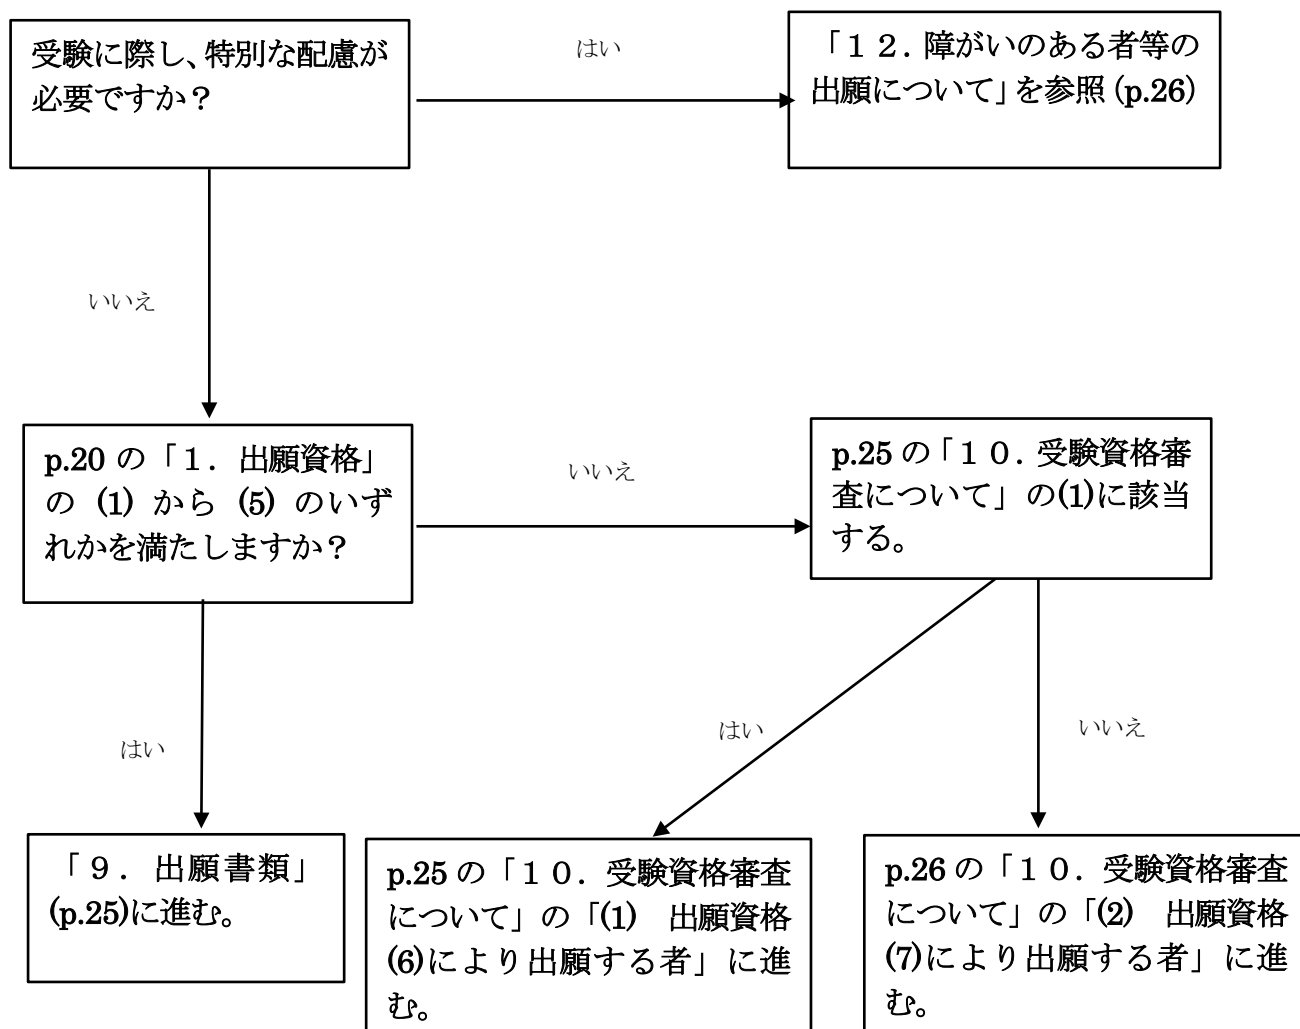 受験に際し、特別な配慮が
必要ですか？
はい
「１２．障がいのある者等の
出願について」を参照 (p.26)
いいえ
p.20 の「１．出願資格」
の (1) から (5) のいず
れかを満たしますか？
いいえ
p.25 の「１０．受験資格審
査について」の(1)に該当
する。
はい
はい
いいえ
「９．出願書類」
(p.25)に進む。
p.25 の「１０．受験資格審査
について」の「(1)　出願資格
(6)により出願する者」に進
む。
p.26 の「１０．受験資格審査
について」の「(2)　出願資格
(7)により出願する者」に進
む。